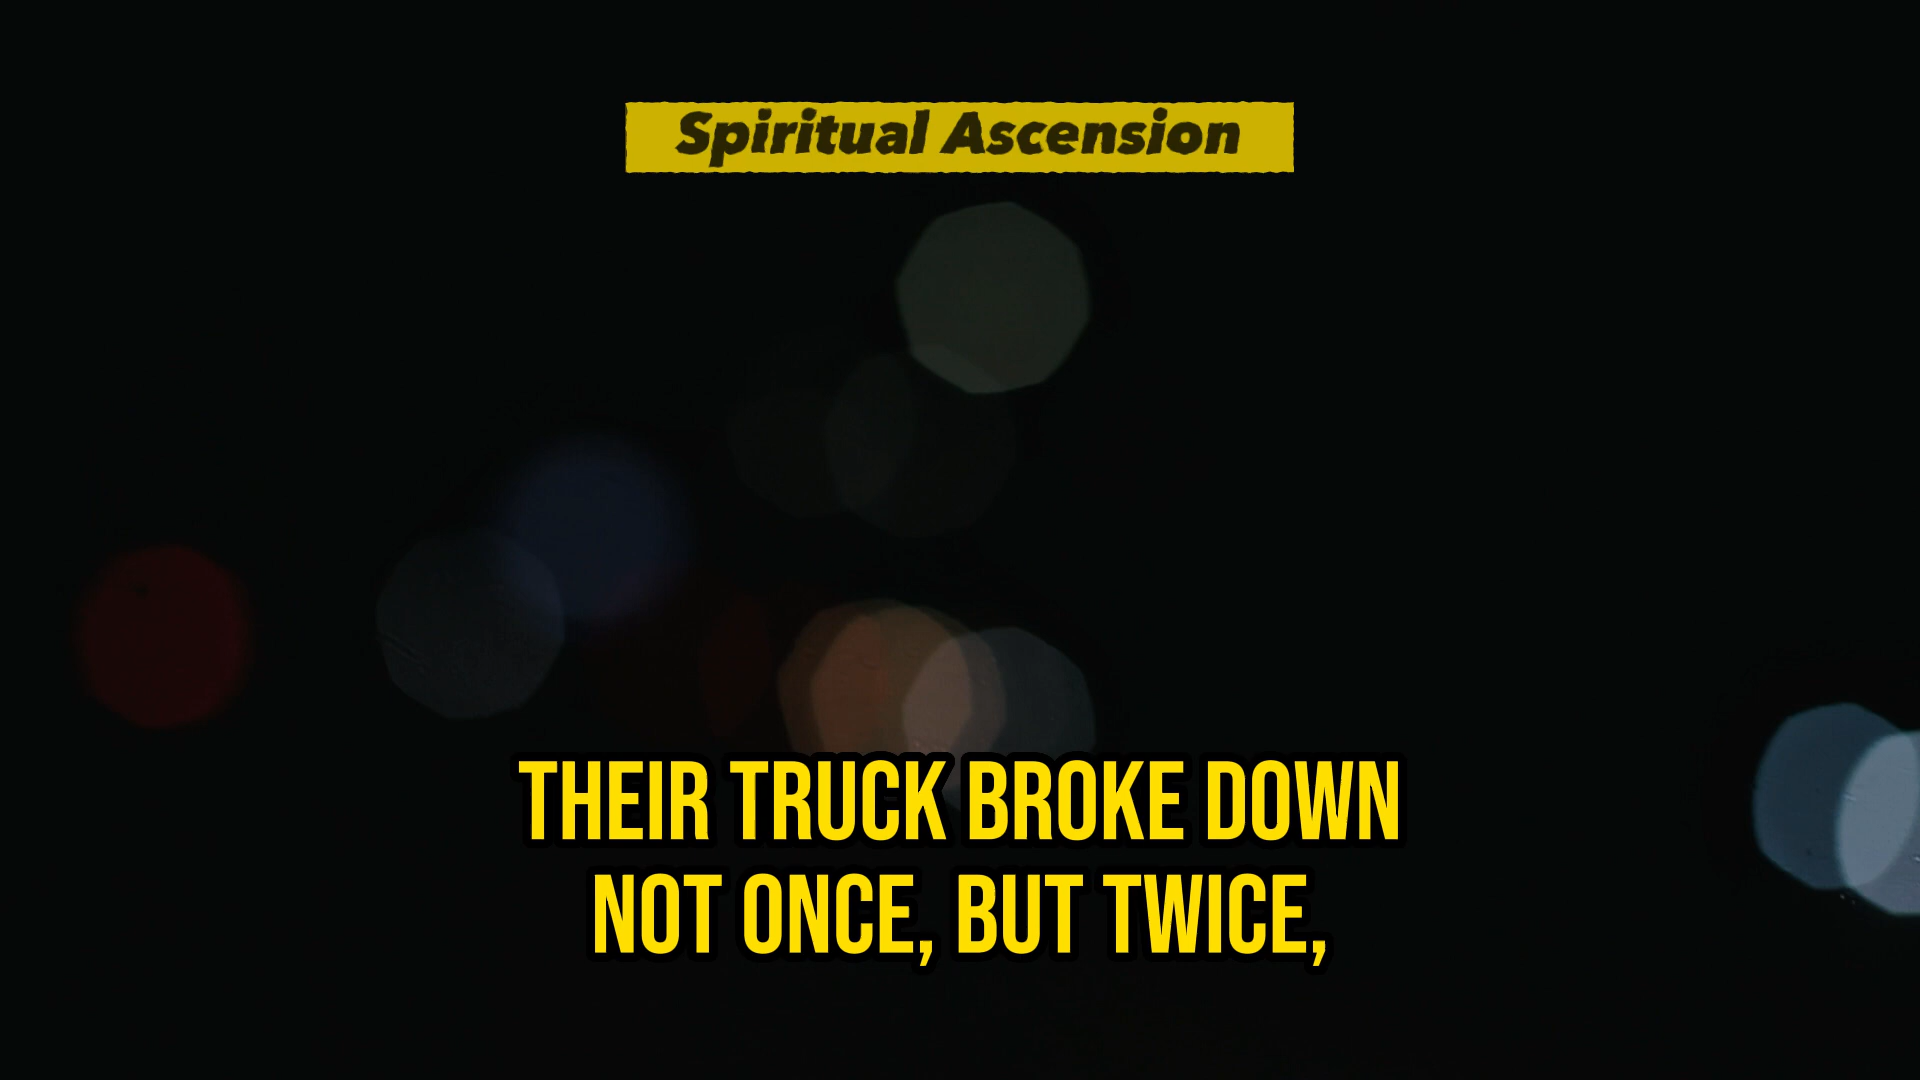 Spiritual Ascension
THEIR TRUCK BROKE DOWN
NOT ONCE, BUT TWICE,